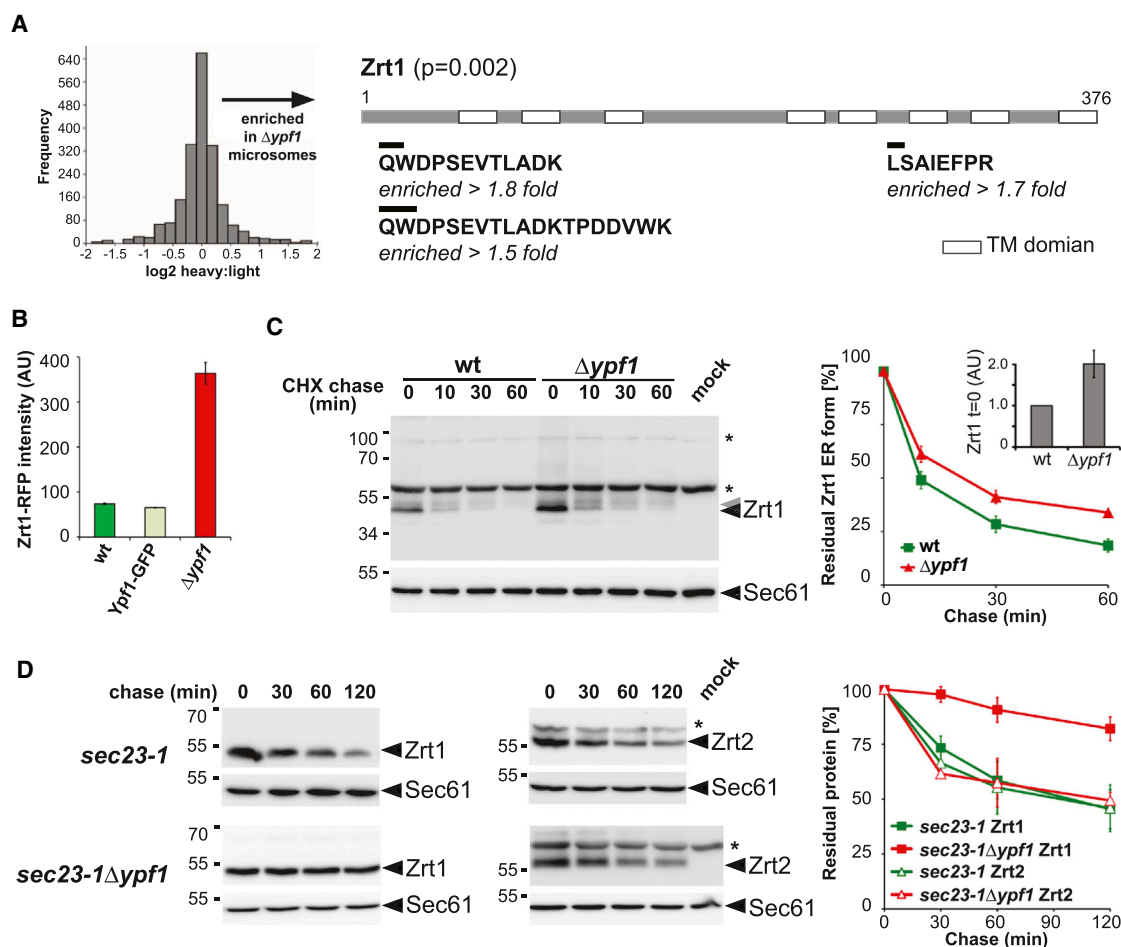 A
640
560
480
400
320
240
160
80
0
Frequency
enriched
in Δypf1
microsomes
-2 -1.5 -1 -0.5 0 0.5 1 1.5 2
log2 heavy:light
Zrt1 (p=0.002)
1 376
QWDPSEVTLADK
enriched > 1.8 fold
QWDPSEVTLADKTPDDVWK
enriched > 1.5 fold
LSAIEFPR
enriched > 1.7 fold
TM domian
B
Zrt1-RFP intensity (AU)
400
300
200
100
0
wt
Ypf1-GFP
Δypf1
C
wt Δypf1
CHX chase
(min)
0 10 30 60 0 10 30 60 mock
100
70
55
34
*
*
Zrt1
55
Sec61
Residual Zrt1 ER form [%]
100
75
50
25
0
wt
Δypf1
0 30 60
Chase (min)
Zrt1 t=0 (AU)
2.0
1.0
0
wt Δypf1
D
chase (min) 0 30 60 120
sec23-1
70
55
Zrt1
55
Sec61
sec23-1Δypf1
70
55
Zrt1
55
Sec61
0 30 60 120 mock
*
55
Zrt2
55
Sec61
*
55
Zrt2
55
Sec61
Residual protein [%]
100
75
50
25
0
sec23-1 Zrt1
sec23-1Δypf1 Zrt1
sec23-1 Zrt2
sec23-1Δypf1 Zrt2
0 30 60 90 120
Chase (min)